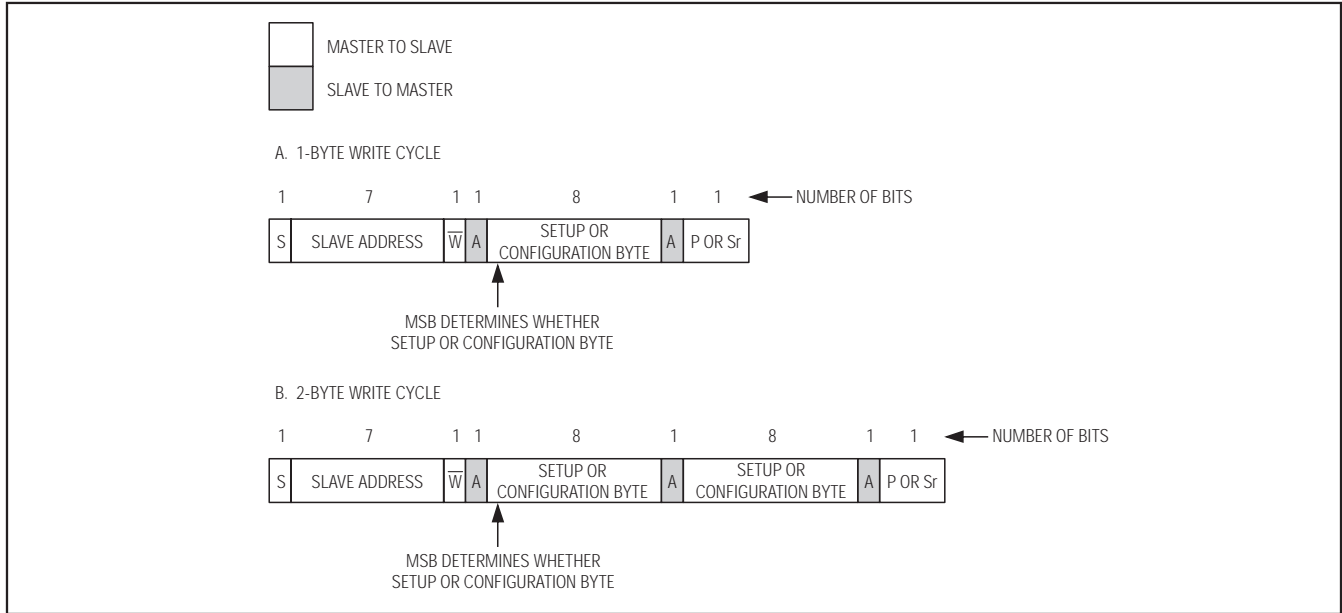 MASTER TO SLAVE
SLAVE TO MASTER
A. 1-BYTE WRITE CYCLE
1 7 1 1 8 1 1 NUMBER OF BITS
S SLAVE ADDRESS W̅ A SETUP OR CONFIGURATION BYTE A P OR Sr
MSB DETERMINES WHETHER
SETUP OR CONFIGURATION BYTE
B. 2-BYTE WRITE CYCLE
1 7 1 1 8 1 8 1 1 NUMBER OF BITS
S SLAVE ADDRESS W̅ A SETUP OR CONFIGURATION BYTE A SETUP OR CONFIGURATION BYTE A P OR Sr
MSB DETERMINES WHETHER
SETUP OR CONFIGURATION BYTE